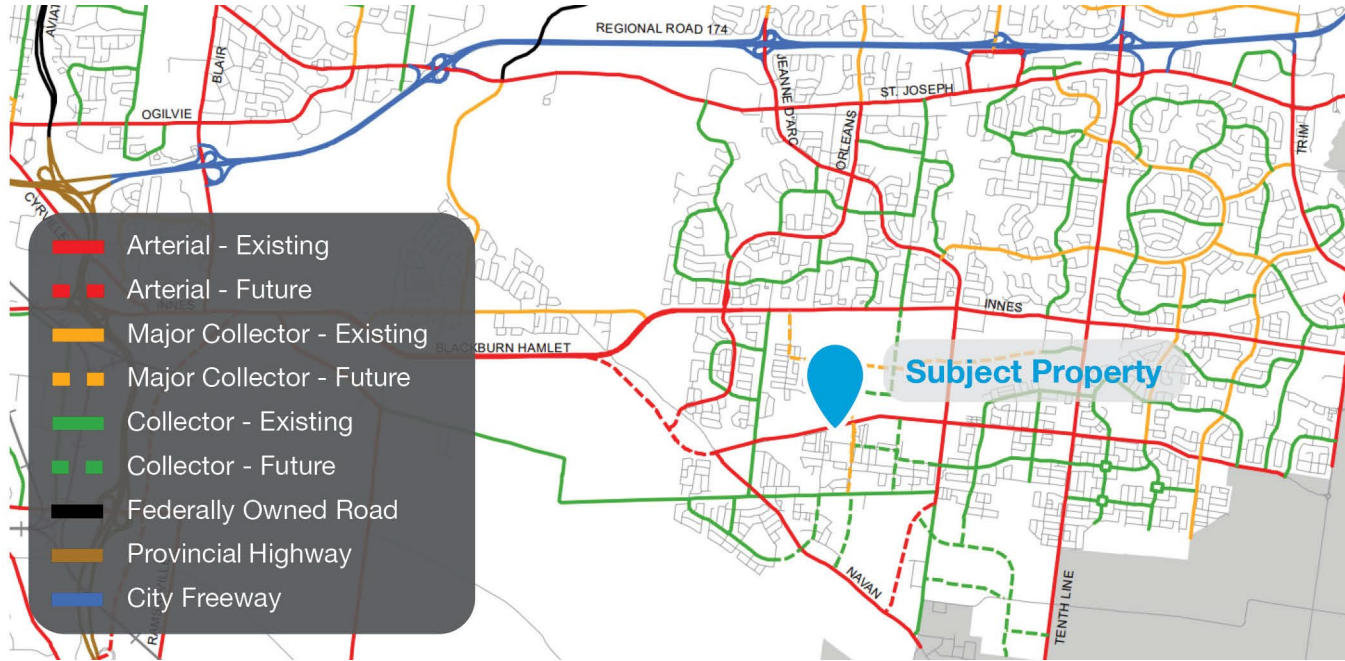 REGIONAL ROAD 174
AVIAT
BLAIR
JEANNE D'ARC
ST. JOSEPH
OGILVIE
ORLEANS
TRIM
CYRVILLE
Arterial - Existing
Arterial - Future
INNES
INNES
Major Collector - Existing
BLACKBURN HAMLET
Major Collector - Future
Subject Property
Collector - Existing
Collector - Future
Federally Owned Road
Provincial Highway
City Freeway
NAVAN
TENTH LINE